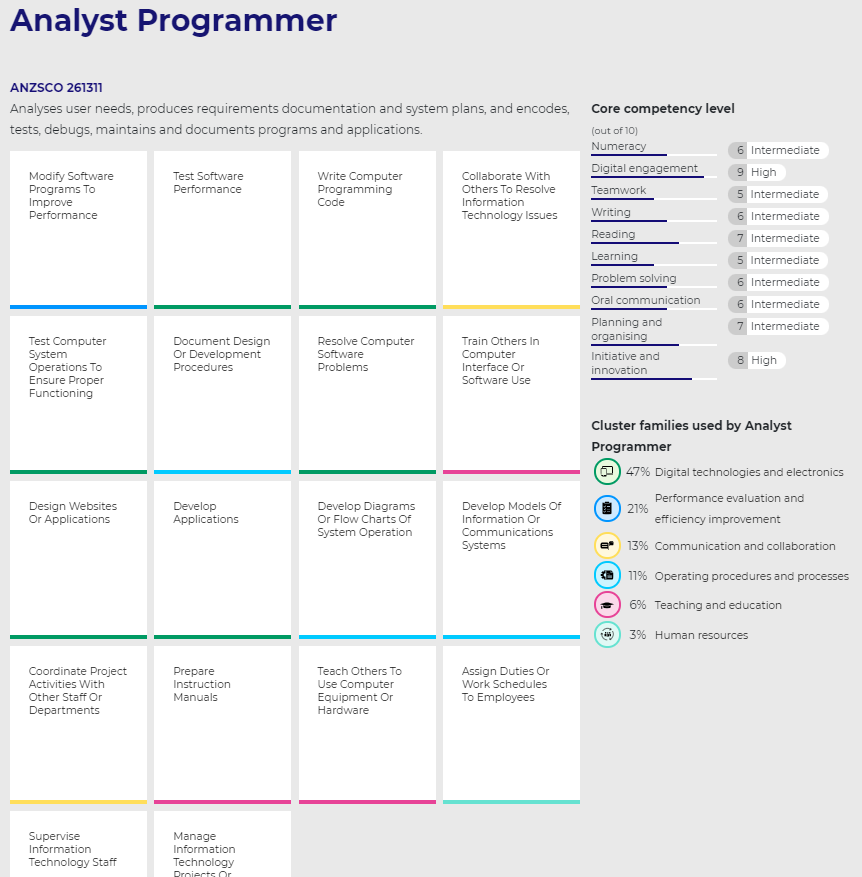 Analyst Programmer
ANZSCO 261311
Analyses user needs, produces requirements documentation and system plans, and encodes,
tests, debugs, maintains and documents programs and applications.
Modify Software
Programs To
Improve
Performance
Test Software
Performance
Write Computer
Programming
Code
Collaborate With
Others To Resolve
Information
Technology Issues
Test Computer
System
Operations To
Ensure Proper
Functioning
Document Design
Or Development
Procedures
Resolve Computer
Software
Problems
Train Others In
Computer
Interface Or
Software Use
Design Websites
Or Applications
Develop
Applications
Develop Diagrams
Or Flow Charts Of
System Operation
Develop Models Of
Information Or
Communications
Systems
Coordinate Project
Activities With
Other Staff Or
Departments
Prepare
Instruction
Manuals
Teach Others To
Use Computer
Equipment Or
Hardware
Assign Duties Or
Work Schedules
To Employees
Supervise
Information
Technology Staff
Manage
Information
Technology
Projects Or
Core competency level
(out of 10)
Numeracy 6 Intermediate
Digital engagement 9 High
Teamwork 5 Intermediate
Writing 6 Intermediate
Reading 7 Intermediate
Learning 5 Intermediate
Problem solving 6 Intermediate
Oral communication 6 Intermediate
Planning and 7 Intermediate
organising
Initiative and 8 High
innovation
Cluster families used by Analyst
Programmer
47% Digital technologies and electronics
21% Performance evaluation and
efficiency improvement
13% Communication and collaboration
11% Operating procedures and processes
6% Teaching and education
3% Human resources